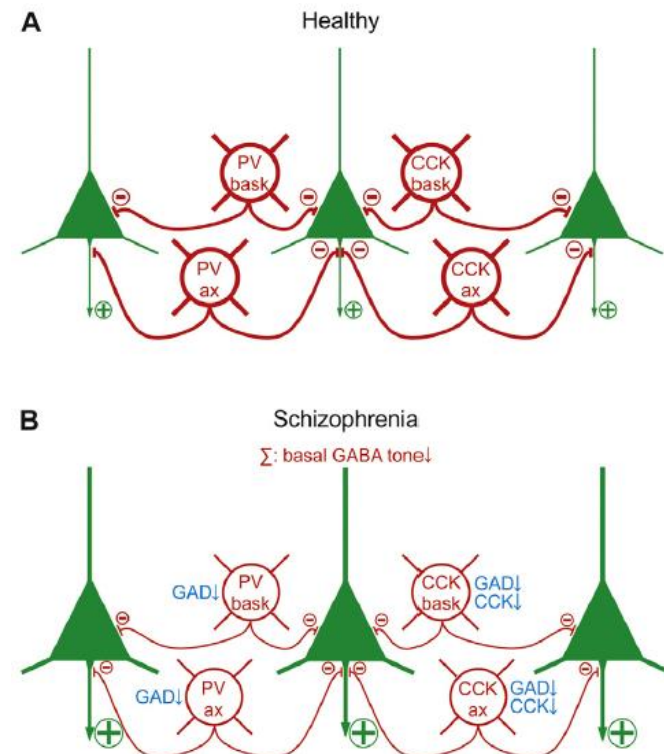 A
Healthy
PV
bask
CCK
bask
PV
ax
CCK
ax
B
Schizophrenia
∑: basal GABA tone↓
GAD↓
PV
bask
CCK
bask
GAD↓
CCK↓
GAD↓
PV
ax
CCK
ax
GAD↓
CCK↓